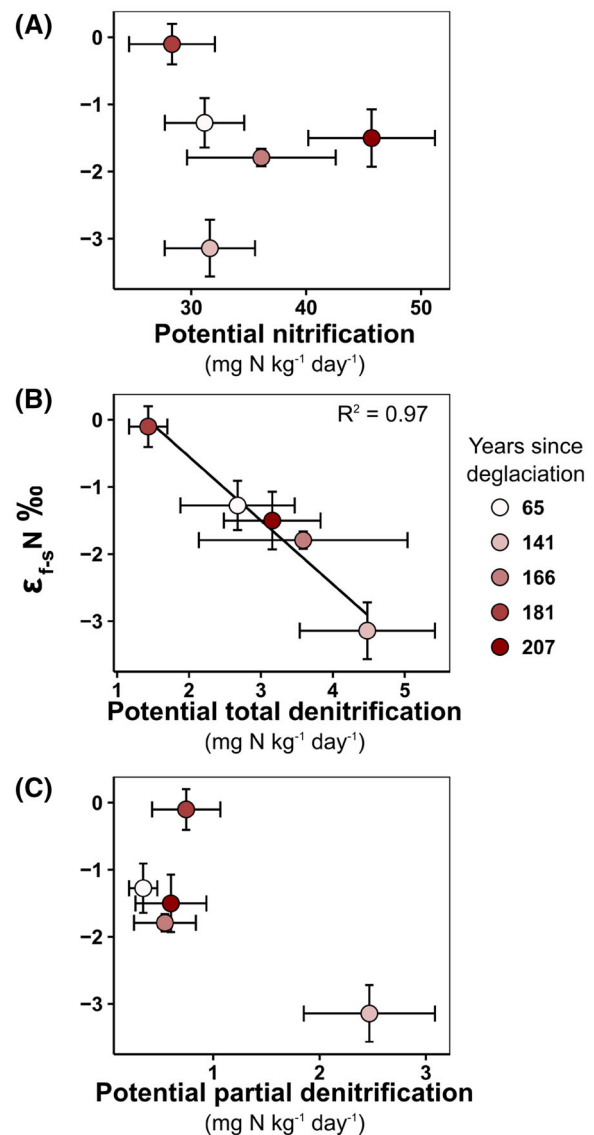 (A)
0
−1
−2
−3
30 40 50
Potential nitrification
(mg N kg⁻¹ day⁻¹)
(B)
R² = 0.97
0
−1
−2
−3
1 2 3 4 5
Potential total denitrification
(mg N kg⁻¹ day⁻¹)
εf-s N ‰
Years since
deglaciation
65
141
166
181
207
(C)
0
−1
−2
−3
1 2 3
Potential partial denitrification
(mg N kg⁻¹ day⁻¹)